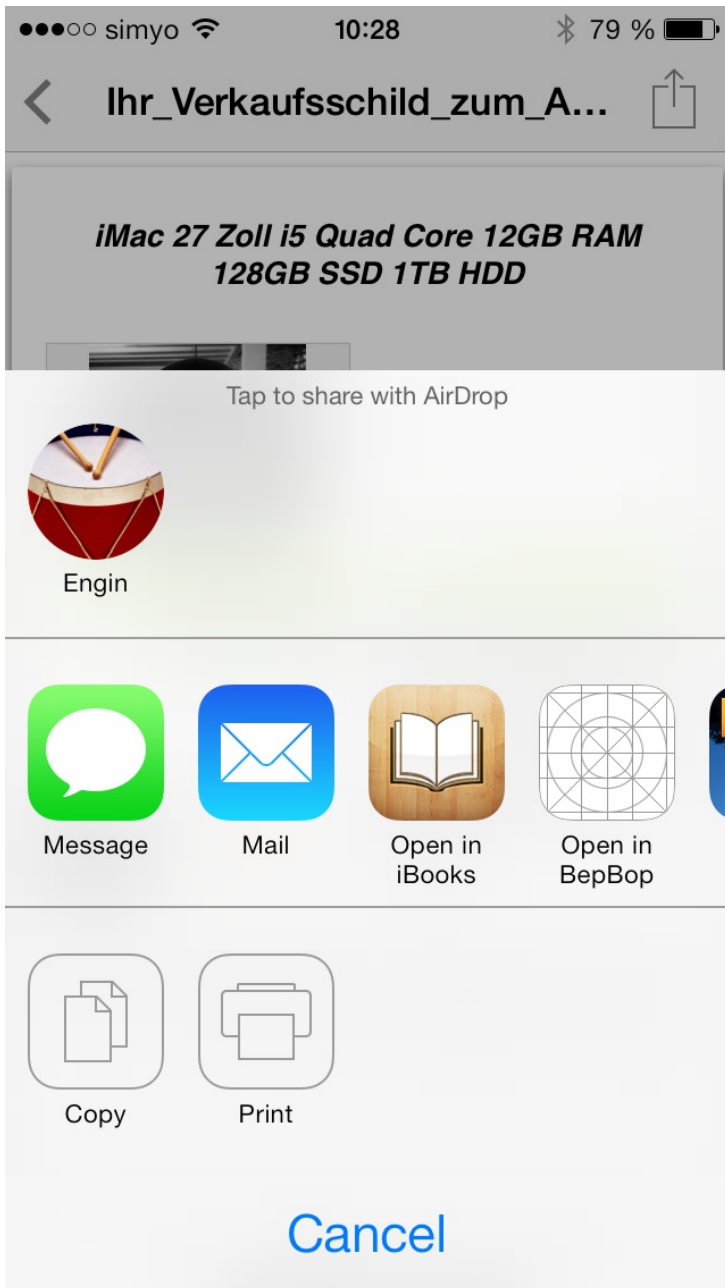 simyo
10:28
79 %
Ihr_Verkaufsschild_zum_A...
iMac 27 Zoll i5 Quad Core 12GB RAM
128GB SSD 1TB HDD
Tap to share with AirDrop
Engin
Message
Mail
Open in
iBooks
Open in
BepBop
Copy
Print
Cancel